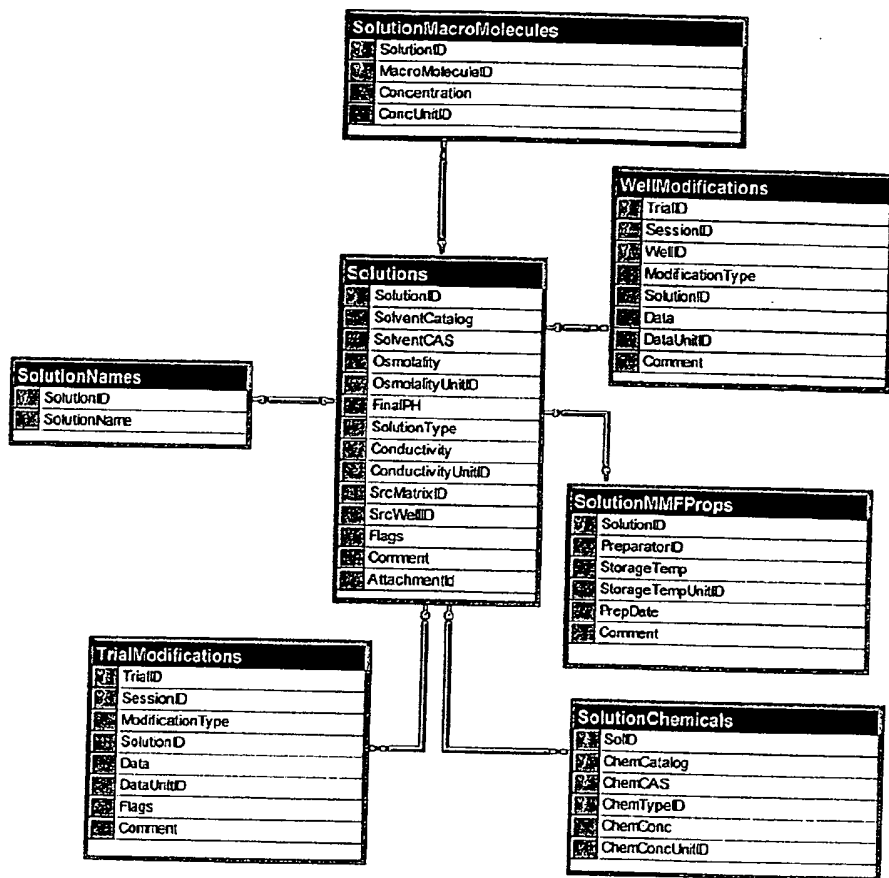 SolutionMacroMolecules
SolutionID
MacroMoleculeID
Concentration
ConcUnitID
WellModifications
TrialID
SessionID
WellID
ModificationType
SolutionID
Data
DataUnitID
Comment
Solutions
SolutionID
SolventCatalog
SolventCAS
Osmolality
OsmolalityUnitID
FinalPH
SolutionType
Conductivity
ConductivityUnitID
SrcMatrixID
SrcWellID
Flags
Comment
AttachmentId
SolutionNames
SolutionID
SolutionName
SolutionMMFProps
SolutionID
PreparatorID
StorageTemp
StorageTempUnitID
PrepDate
Comment
TrialModifications
TrialID
SessionID
ModificationType
SolutionID
Data
DataUnitID
Flags
Comment
SolutionChemicals
SolID
ChemCatalog
ChemCAS
ChemTypeID
ChemConc
ChemConcUnitID